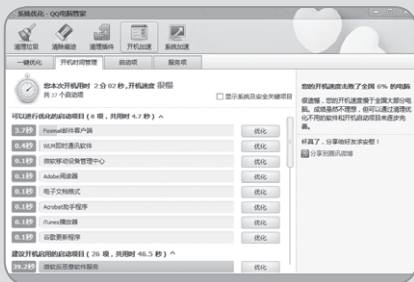 系统优化 - QQ电脑管家
清理垃圾 清除痕迹 清理插件 开机加速 系统加速
一键优化 开机时间管理 启动项 服务项
您本次开机用时 2 分 02 秒,开机速度 很慢
共 37 个启动项
显示系统及安全关键项目
可以进行优化的启动项目 ( 8 项 , 共用时 4.7 秒 )
3.7秒 Foxmail邮件客户端 优化
0.4秒 WLM即时通讯软件 优化
0.1秒 微软移动设备管理中心 优化
0.1秒 Adobe阅读器 优化
0.1秒 电子文档格式 优化
0.1秒 Acrobat助手程序 优化
0.1秒 iTunes播放器 优化
0.1秒 谷歌更新程序 优化
建议开机启用的启动项目 ( 26 项 , 共用时 46.5 秒 )
39.2秒 微软反恶意软件服务 优化
您的开机速度击败了全国 6% 的电脑
很遗憾,您的开机速度慢于全国大部分电
脑。成绩虽然不理想,但可以通过清理优
化不用的软件和开机启动项目来逐步完
善。
杯具了,分享给好友求安慰!
分享到腾讯微博